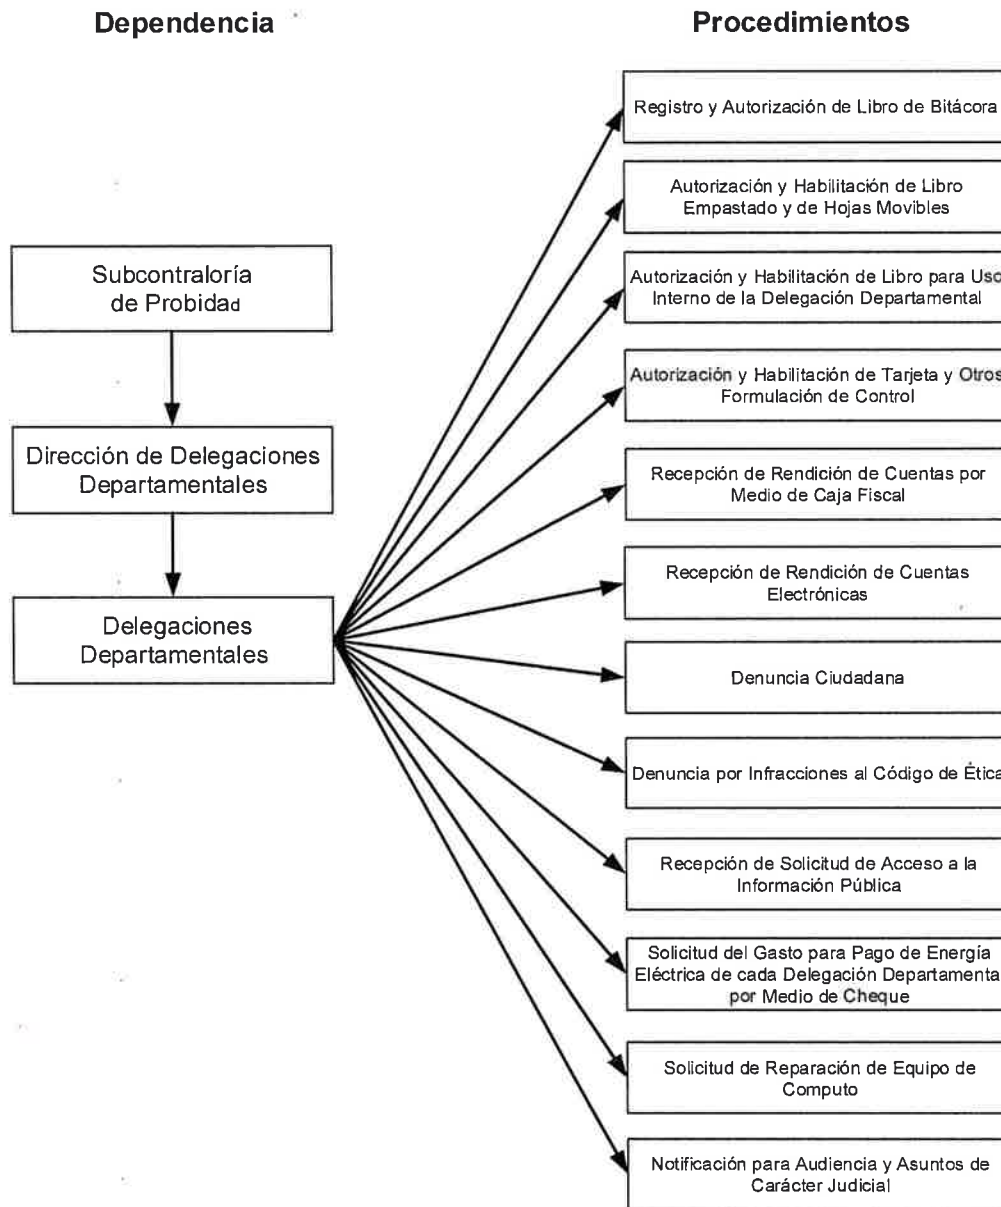 Dependencia
Procedimientos
Subcontraloría
de Probidad
Dirección de Delegaciones
Departamentales
Delegaciones
Departamentales
Registro y Autorización de Libro de Bitácora
Autorización y Habilitación de Libro
Empastado y de Hojas Movibles
Autorización y Habilitación de Libro para Uso
Interno de la Delegación Departamental
Autorización y Habilitación de Tarjeta y Otros
Formulación de Control
Recepción de Rendición de Cuentas por
Medio de Caja Fiscal
Recepción de Rendición de Cuentas
Electrónicas
Denuncia Ciudadana
Denuncia por Infracciones al Código de Ética
Recepción de Solicitud de Acceso a la
Información Pública
Solicitud del Gasto para Pago de Energía
Eléctrica de cada Delegación Departamenta
por Medio de Cheque
Solicitud de Reparación de Equipo de
Computo
Notificación para Audiencia y Asuntos de
Carácter Judicial